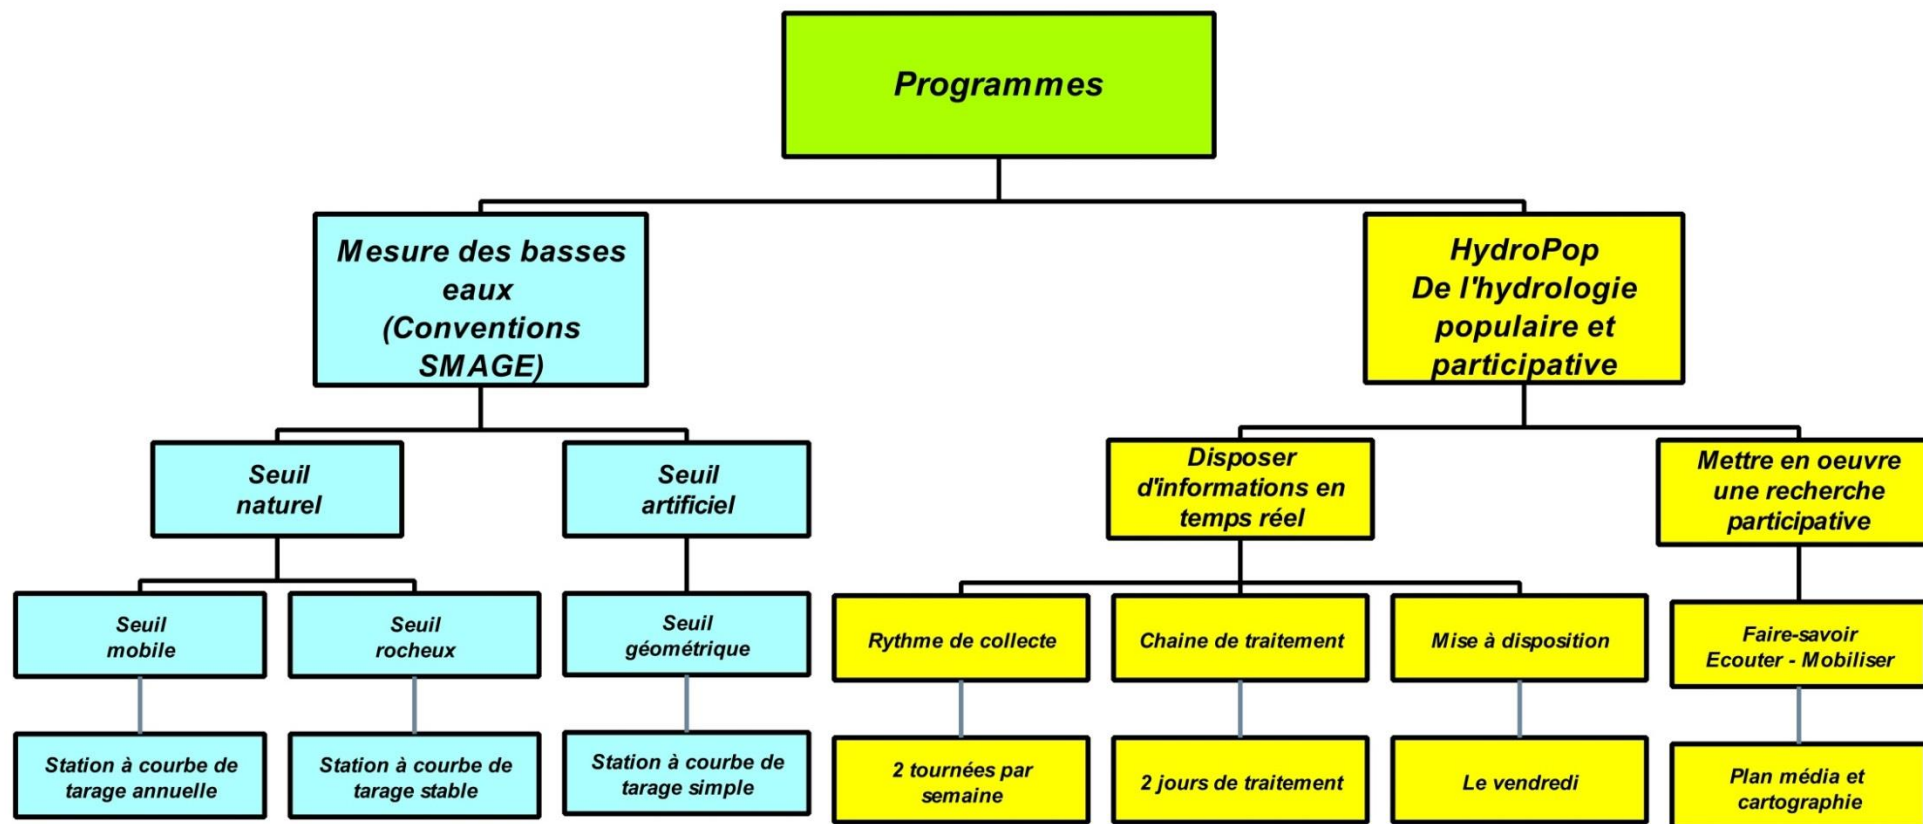 Programmes
Mesure des basses
eaux
(Conventions
SMAGE)
HydroPop
De l'hydrologie
populaire et
participative
Seuil
naturel
Seuil
artificiel
Disposer
d'informations en
temps réel
Mettre en oeuvre
une recherche
participative
Seuil
mobile
Seuil
rocheux
Seuil
géométrique
Rythme de collecte
Chaine de traitement
Mise à disposition
Faire-savoir
Ecouter - Mobiliser
Station à courbe de
tarage annuelle
Station à courbe de
tarage stable
Station à courbe de
tarage simple
2 tournées par
semaine
2 jours de traitement
Le vendredi
Plan média et
cartographie